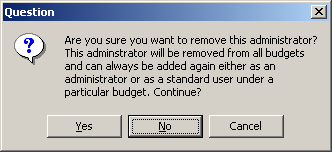 Question
Are you sure you want to remove this administrator?
This adminstrator will be removed from all budgets
and can always be added again either as an
administrator or as a standard user under a
particular budget. Continue?
Yes No Cancel